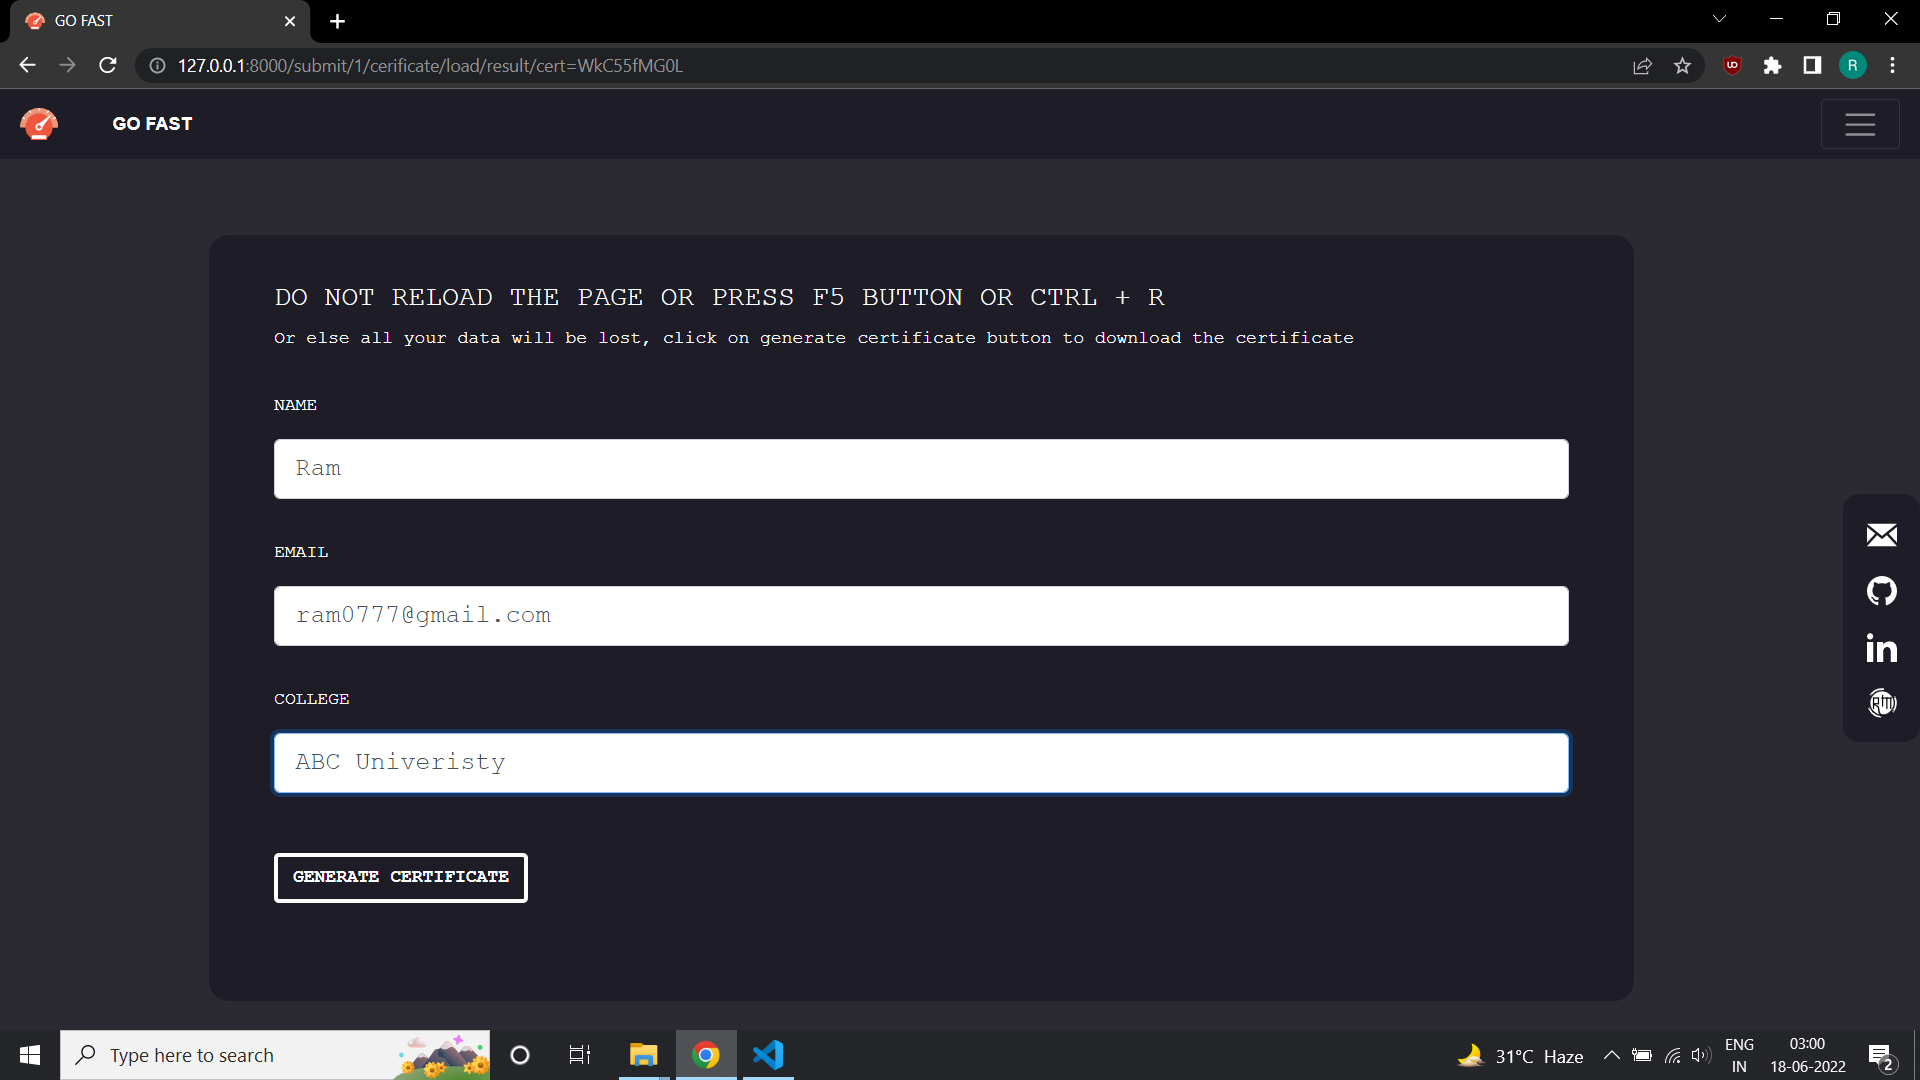 GO FAST
127.0.0.1:8000/submit/1/cerificate/load/result/cert=WkC55fMG0L
R
GO FAST
DO NOT RELOAD THE PAGE OR PRESS F5 BUTTON OR CTRL + R
Or else all your data will be lost, click on generate certificate button to download the certificate
NAME
Ram
EMAIL
ram0777@gmail.com
COLLEGE
ABC Univeristy
GENERATE CERTIFICATE
Type here to search
31°C Haze
ENG
IN
03:00
18-06-2022
2